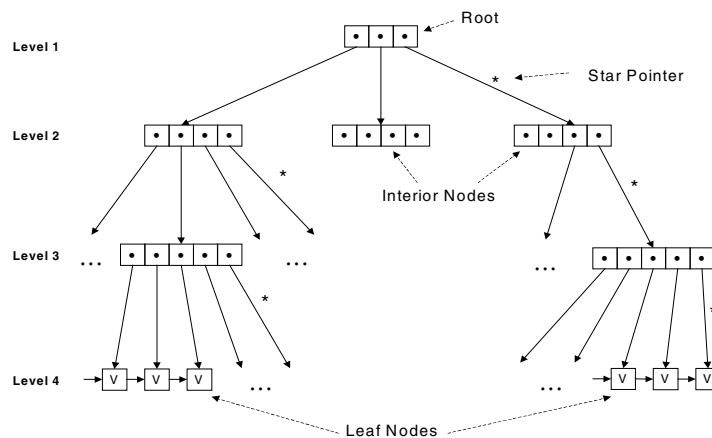 Root
Level 1
*
Star Pointer
Level 2
*
*
Interior Nodes
Level 3
... ... ...
*
*
Level 4
V V V ... ... V V V
Leaf Nodes